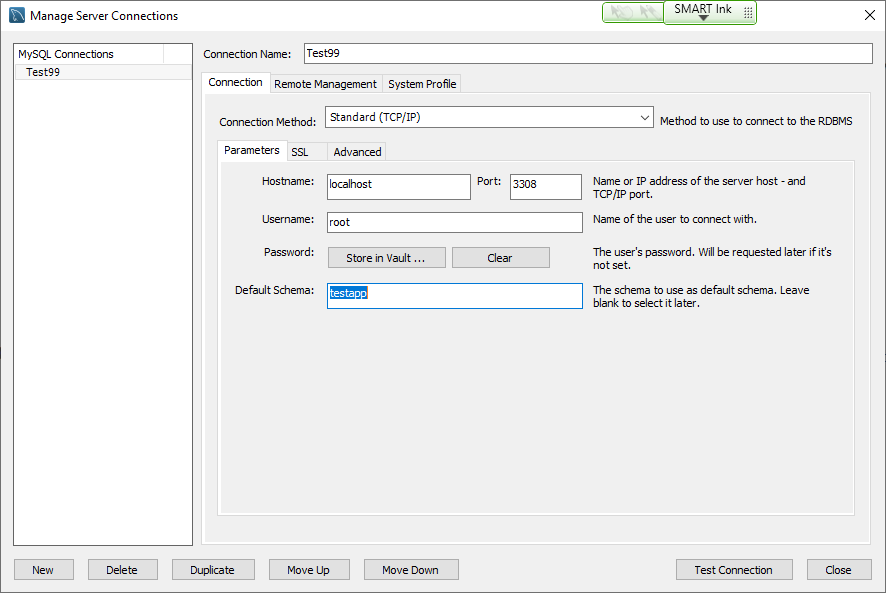 Manage Server Connections
SMART Ink
MySQL Connections
Test99
Connection Name:
Test99
Connection
Remote Management
System Profile
Connection Method:
Standard (TCP/IP)
Method to use to connect to the RDBMS
Parameters
SSL
Advanced
Hostname:
localhost
Port:
3308
Name or IP address of the server host - and
TCP/IP port.
Username:
root
Name of the user to connect with.
Password:
Store in Vault ...
Clear
The user's password. Will be requested later if it's
not set.
Default Schema:
testapp
The schema to use as default schema. Leave
blank to select it later.
New
Delete
Duplicate
Move Up
Move Down
Test Connection
Close